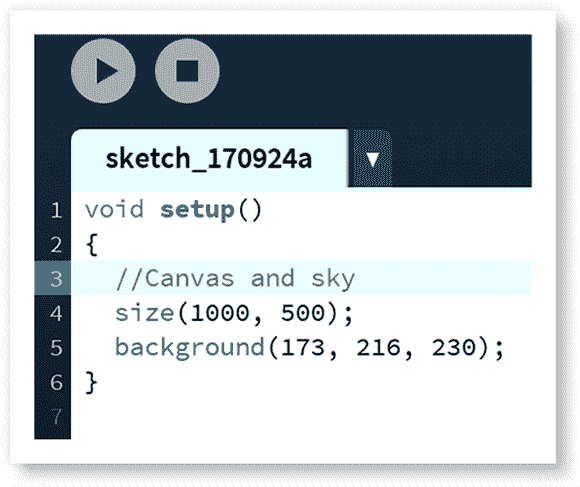 sketch_170924a
1 void setup()
2 {
3   //Canvas and sky
4   size(1000, 500);
5   background(173, 216, 230);
6 }
7